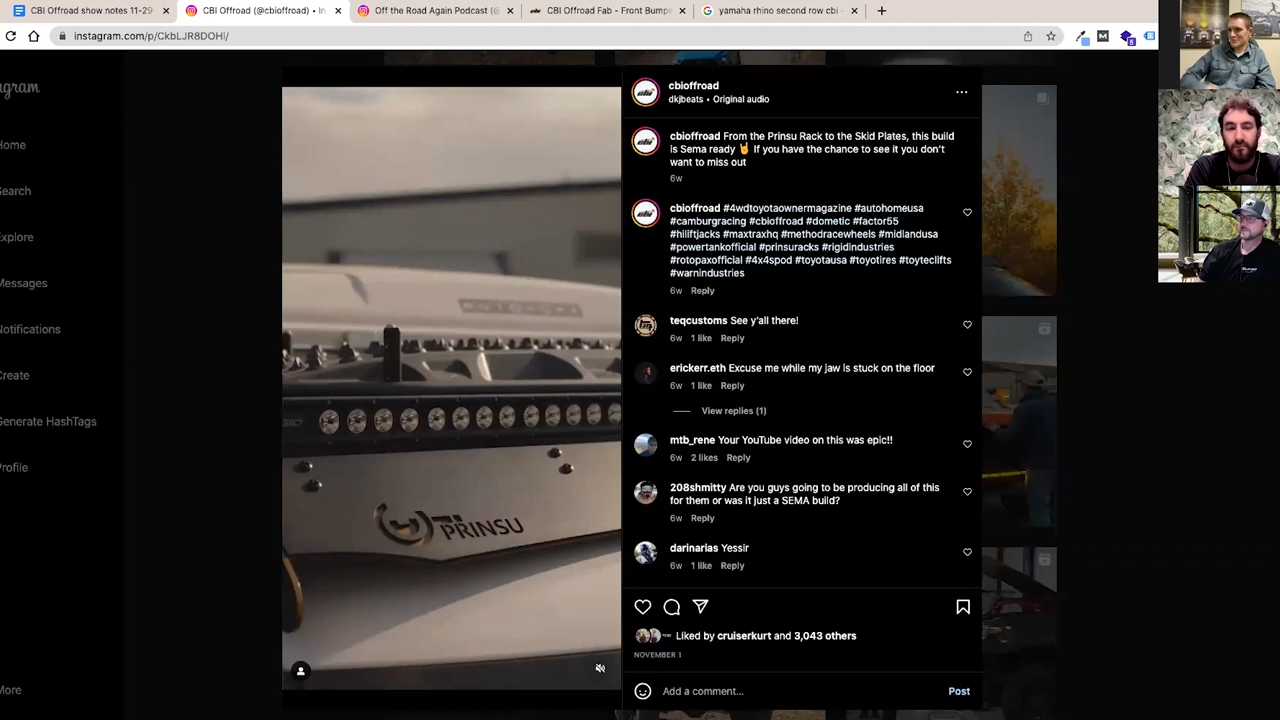 CBI Offroad show notes 11-29
CBI Offroad (@cbioffroad) • In
Off the Road Again Podcast (@
CBI Offroad Fab - Front Bumpe
yamaha rhino second row cbi -
instagram.com/p/CkbLJR8DOHi/
agram
Home
Search
Explore
Messages
Notifications
Create
Generate HashTags
Profile
More
PRINSU
cbioffroad
dkjbeats • Original audio
cbioffroad From the Prinsu Rack to the Skid Plates, this build
is Sema ready 🤘 If you have the chance to see it you don't
want to miss out
6w
cbioffroad #4wdtoyotaownermagazine #autohomeusa
#camburgracing #cbioffroad #dometic #factor55
#hiliftjacks #maxtraxhq #methodracewheels #midlandusa
#powertankofficial #prinsuracks #rigidindustries
#rotopaxofficial #4x4spod #toyotausa #toyotires #toyteclifts
#warnindustries
6w Reply
teqcustoms See y'all there!
6w 1 like Reply
erickerr.eth Excuse me while my jaw is stuck on the floor
6w 1 like Reply
View replies (1)
mtb_rene Your YouTube video on this was epic!!
6w 2 likes Reply
208shmitty Are you guys going to be producing all of this
for them or was it just a SEMA build?
6w Reply
darinarias Yessir
6w 1 like Reply
Liked by cruiserkurt and 3,043 others
NOVEMBER 1
Add a comment...
Post